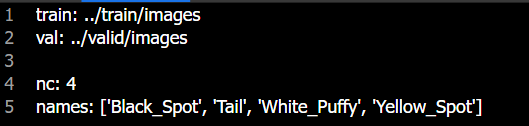 1 train: ../train/images
2 val: ../valid/images
3
4 nc: 4
5 names: ['Black_Spot', 'Tail', 'White_Puffy', 'Yellow_Spot']